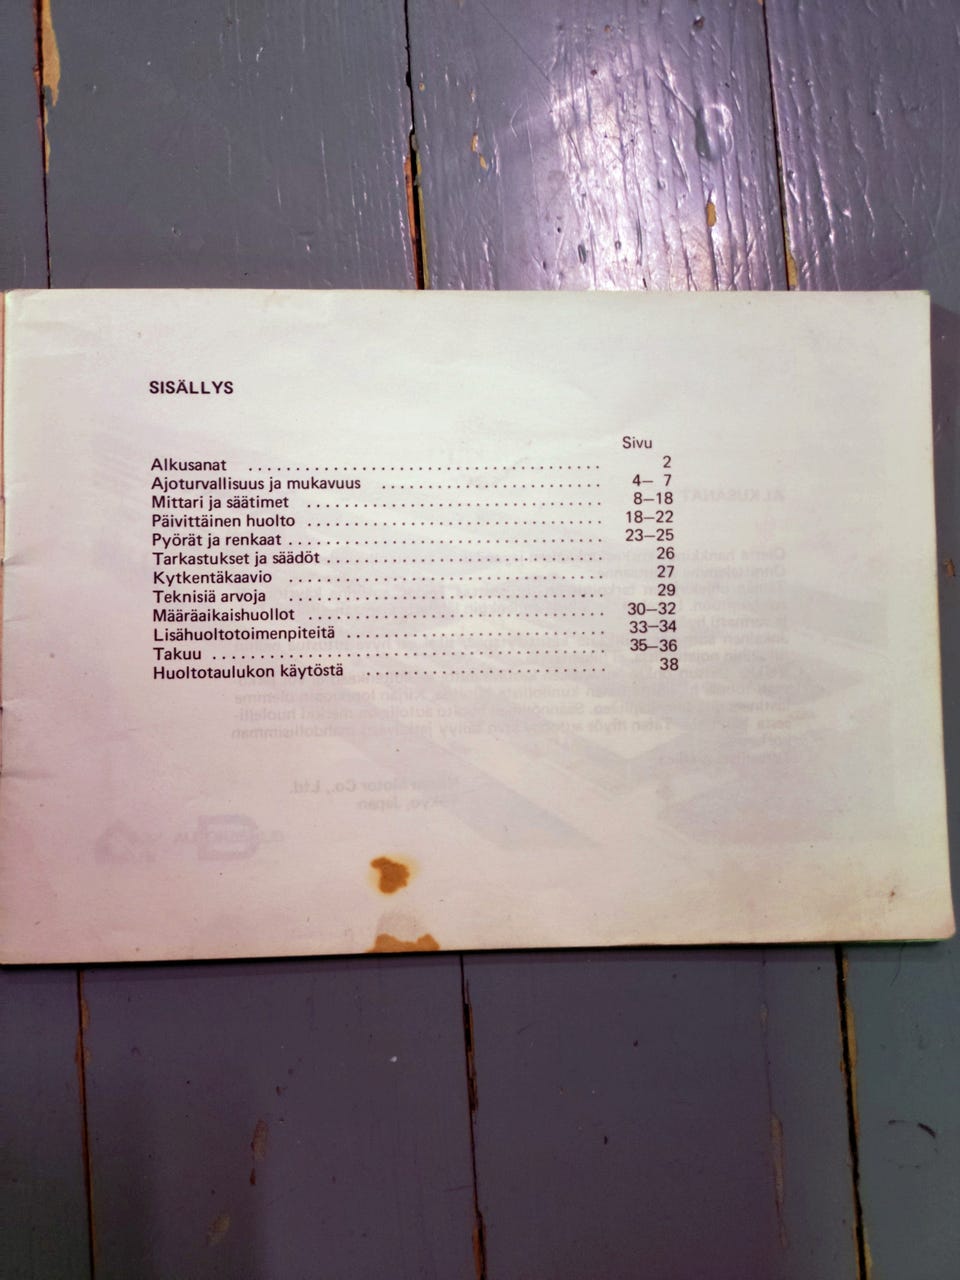 SISÄLLYS
Sivu
Alkusanat ........................................ 2
Ajoturvallisuus ja mukavuus ........................ 4— 7
Mittari ja säätimet ................................ 8—18
Päivittäinen huolto ................................ 18—22
Pyörät ja renkaat .................................. 23—25
Tarkastukset ja säädöt ............................. 26
Kytkentäkaavio ..................................... 27
Teknisiä arvoja .................................... 29
Määräaikaishuollot ................................. 30—32
Lisähuoltotoimenpiteitä ............................ 33—34
Takuu .............................................. 35—36
Huoltotaulukon käytöstä ............................ 38